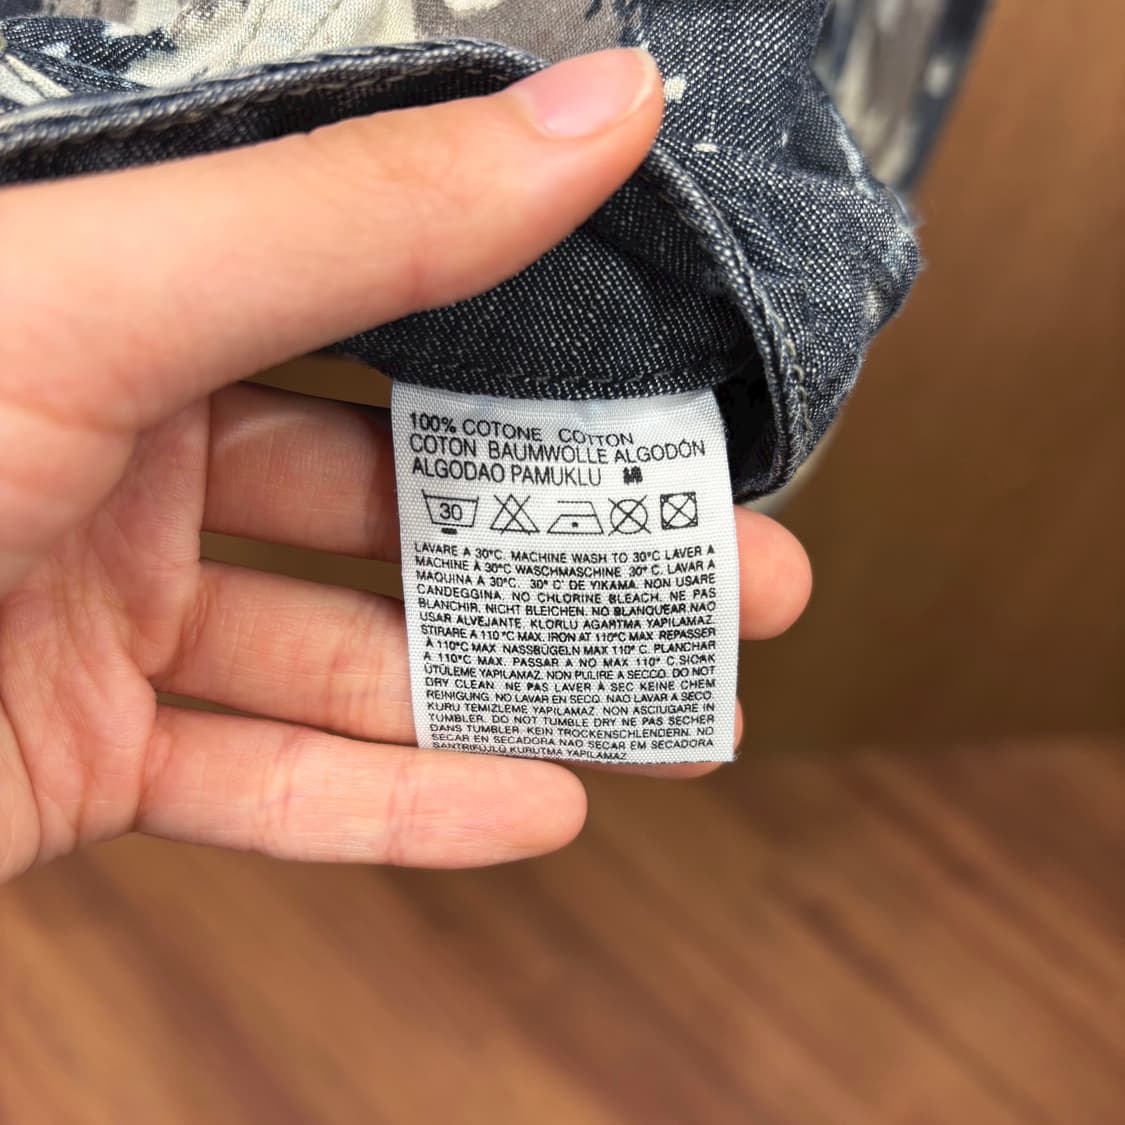 100% COTONE COTTON
COTON BAUMWOLLE ALGODÓN
ALGODAO PAMUKLU
30
LAVARE A 30°C. MACHINE WASH TO 30°C LAVER A
MACHINE À 30°C WASCHMASCHINE 30° C. LAVAR A
MAQUINA A 30°C. 30° C' DE YIKAMA. NON USARE
CANDEGGINA. NO CHLORINE BLEACH. NE PAS
BLANCHIR. NICHT BLEICHEN. NO BLANQUEAR.NAO
USAR ALVEJANTE. KLORLU AGARTMA YAPILAMAZ.
STIRARE A 110 °C MAX. IRON AT 110°C MAX REPASSER
À 110°C MAX NASSBÜGELN MAX 110° C. PLANCHAR
A 110°C MAX. PASSAR A NO MAX 110° C.SICAK
ÜTÜLEME YAPILAMAZ. NON PULIRE A SECCO. DO NOT
DRY CLEAN. NE PAS LAVER À SEC KEINE CHEM
REINIGUNG. NO LAVAR EN SECO. NAO LAVAR A SECO.
KURU TEMIZLEME YAPILAMAZ. NON ASCIUGARE IN
TUMBLER. DO NOT TUMBLE DRY NE PAS SECHER
DANS TUMBLER. KEIN TROCKENSCHLENDERN. NO
SECAR EN SECADORA NAO SECAR EM SECADORA
SANTRIFÜJLÜ KURUTMA YAPILAMAZ.